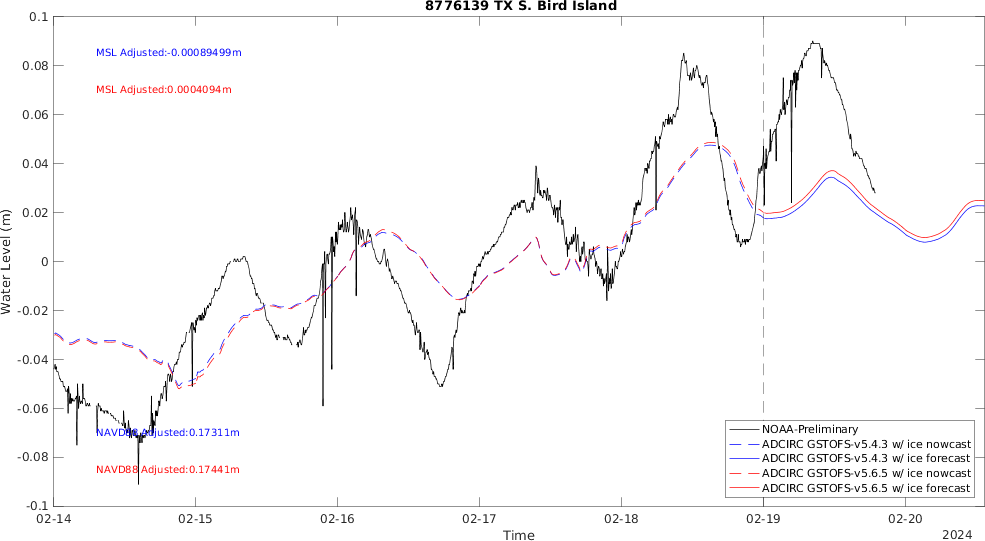 8776139 TX S. Bird Island
0.1
0.08
0.06
0.04
0.02
0
-0.02
-0.04
-0.06
-0.08
-0.1
Water Level (m)
MSL Adjusted:-0.00089499m
MSL Adjusted:0.0004094m
NAVD88 Adjusted:0.17311m
NAVD88 Adjusted:0.17441m
NOAA-Preliminary
ADCIRC GSTOFS-v5.4.3 w/ ice nowcast
ADCIRC GSTOFS-v5.4.3 w/ ice forecast
ADCIRC GSTOFS-v5.6.5 w/ ice nowcast
ADCIRC GSTOFS-v5.6.5 w/ ice forecast
02-14 02-15 02-16 02-17 02-18 02-19 02-20
Time
2024